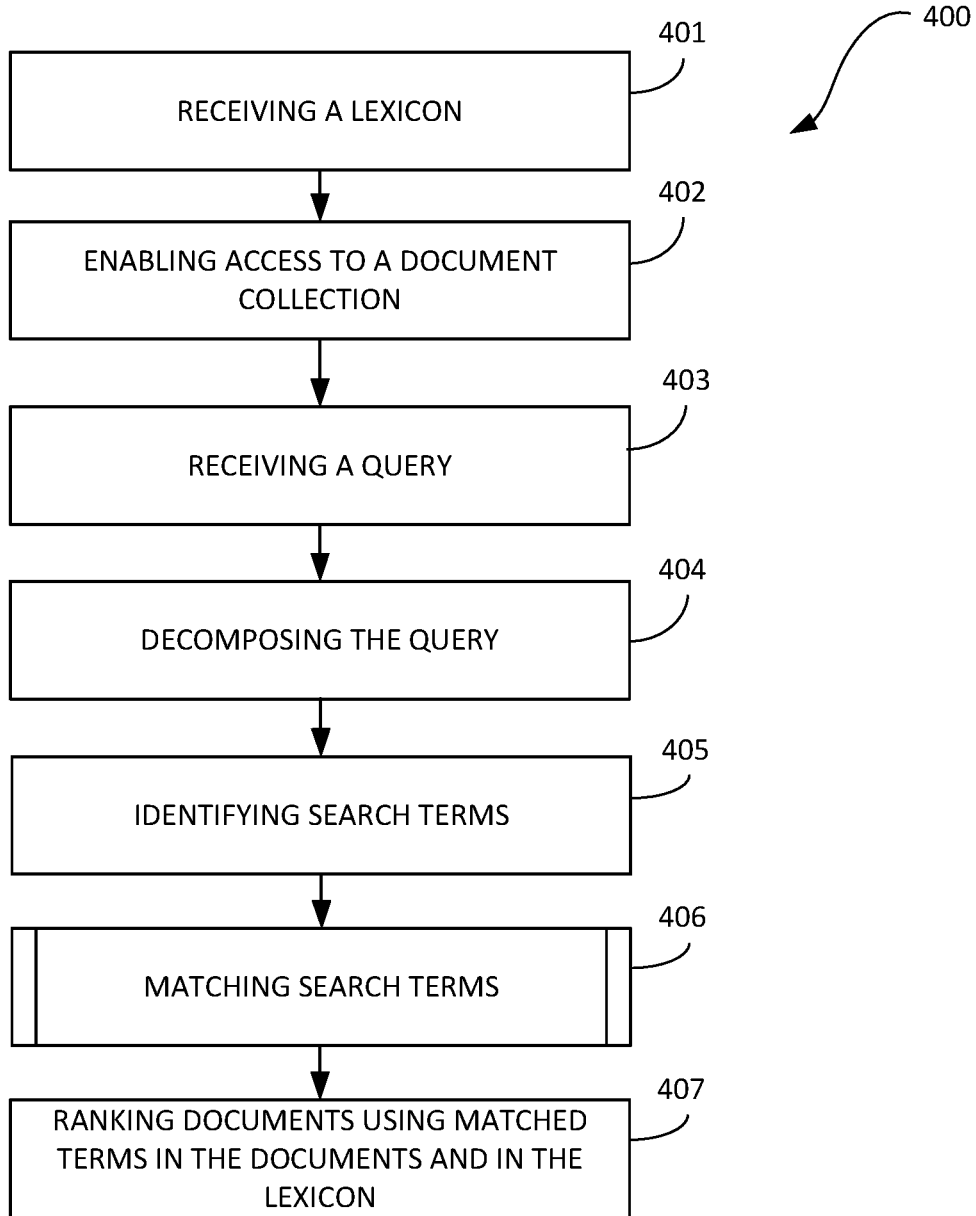 400
401
RECEIVING A LEXICON
402
ENABLING ACCESS TO A DOCUMENT
COLLECTION
403
RECEIVING A QUERY
404
DECOMPOSING THE QUERY
405
IDENTIFYING SEARCH TERMS
406
MATCHING SEARCH TERMS
407
RANKING DOCUMENTS USING MATCHED
TERMS IN THE DOCUMENTS AND IN THE
LEXICON